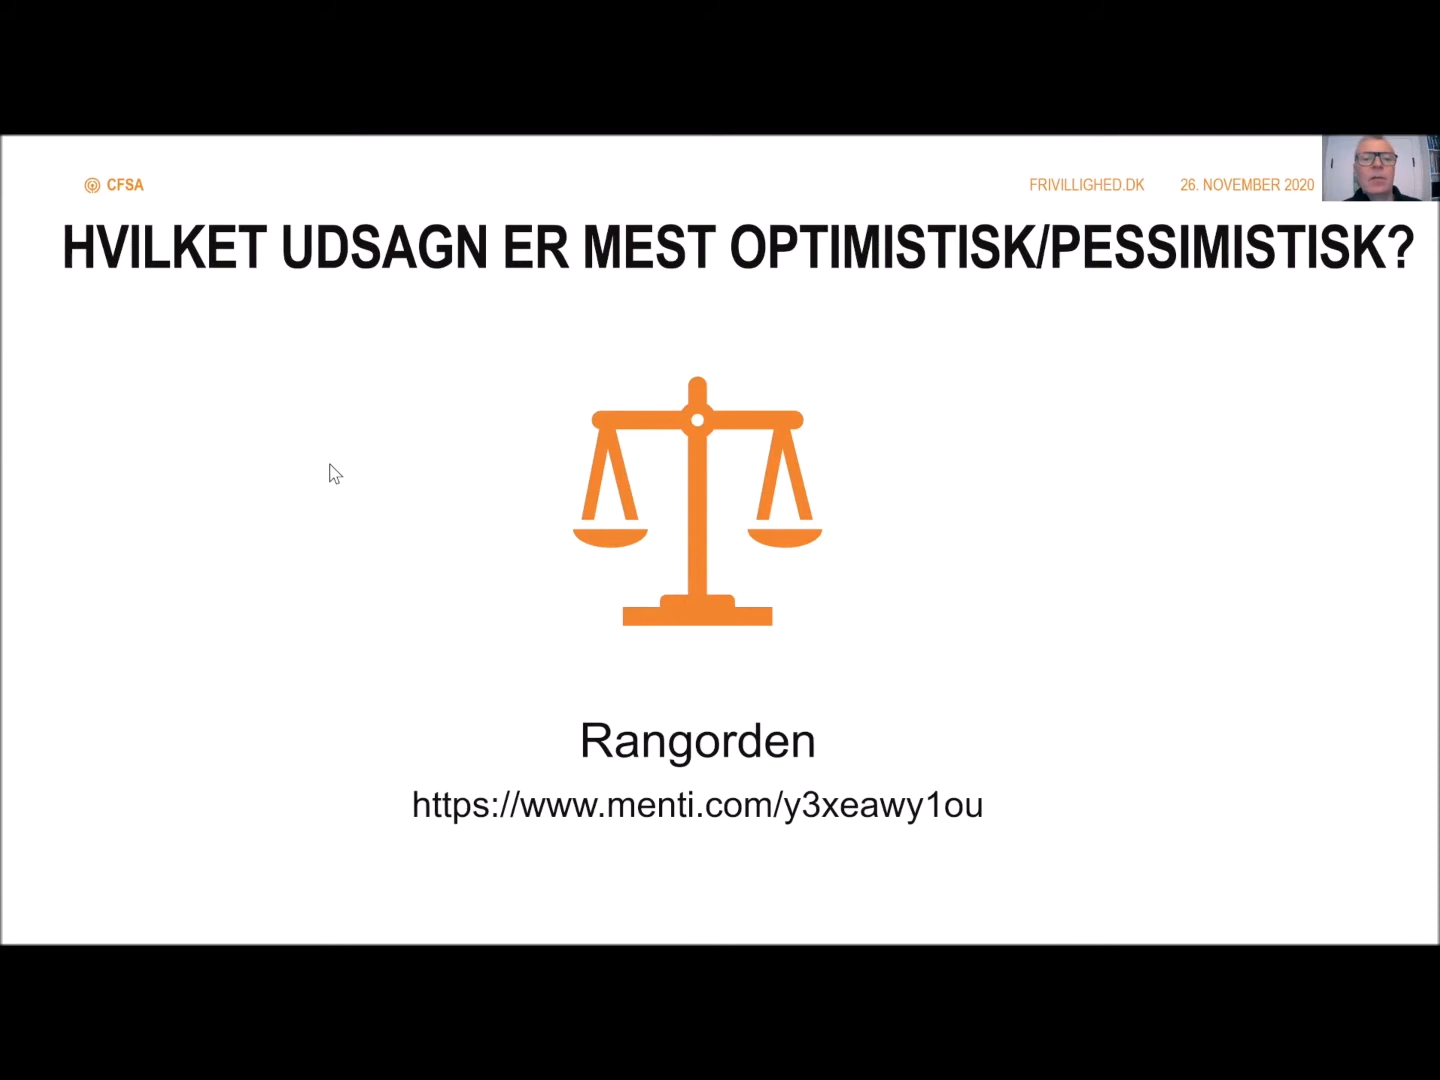 CFSA
FRIVILLIGHED.DK 26. NOVEMBER 2020
HVILKET UDSAGN ER MEST OPTIMISTISK/PESSIMISTISK?
Rangorden
https://www.menti.com/y3xeawy1ou